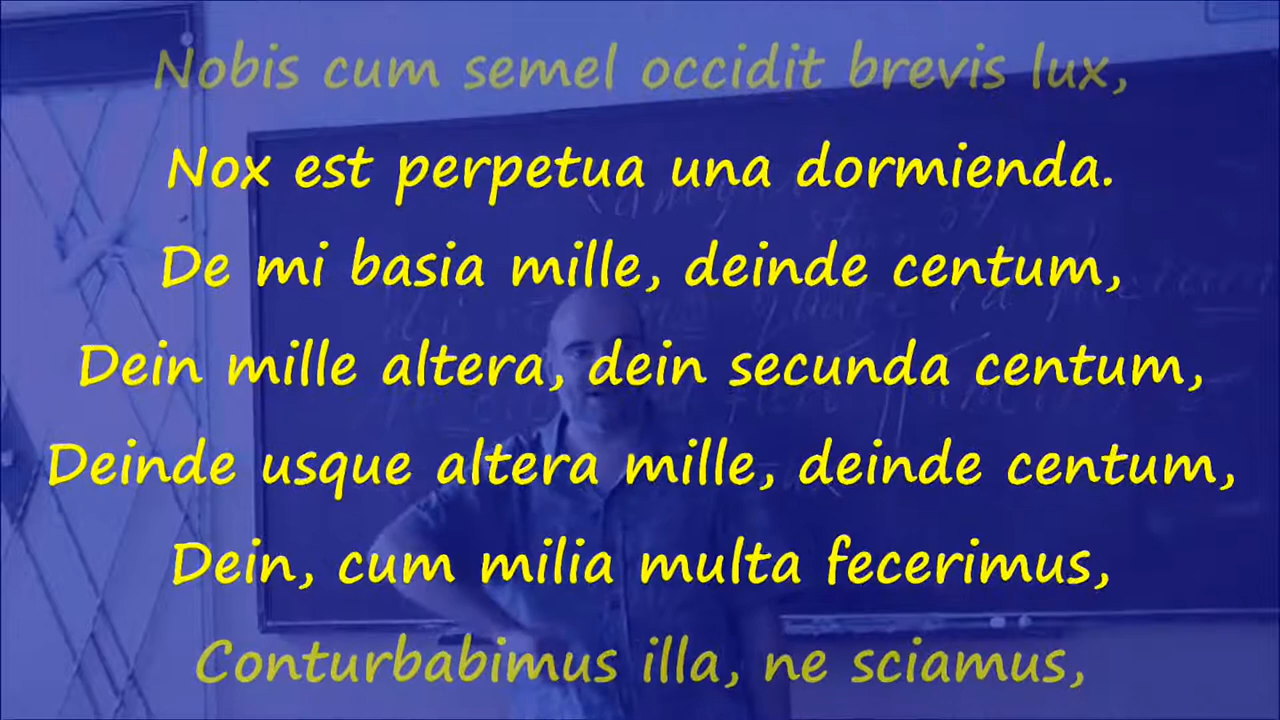 Nobis cum semel occidit brevis lux,
Nox est perpetua una dormienda.
De mi basia mille, deinde centum,
Dein mille altera, dein secunda centum,
Deinde usque altera mille, deinde centum,
Dein, cum milia multa fecerimus,
Conturbabimus illa, ne sciamus,